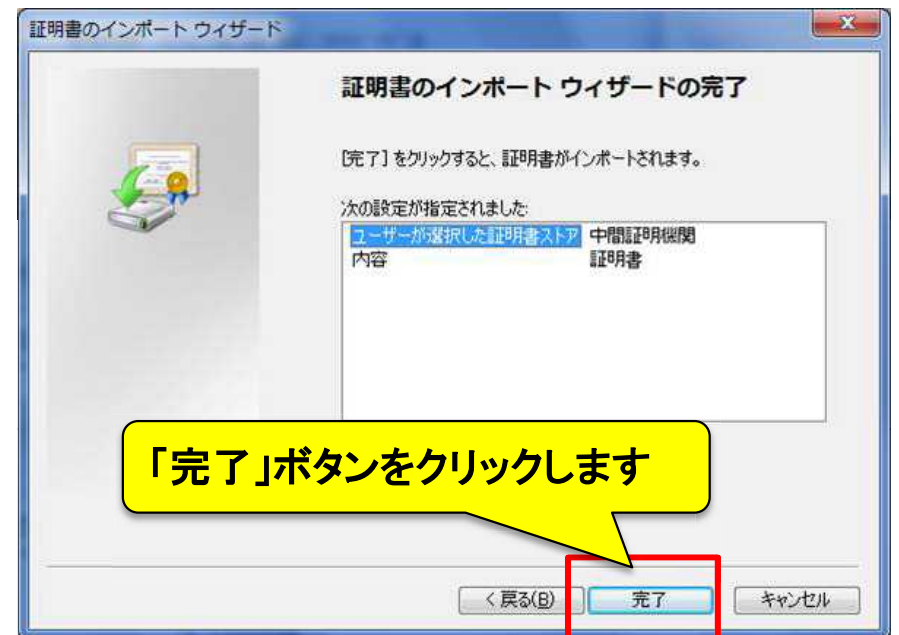 証明書のインポート ウィザード
証明書のインポート ウィザードの完了
[完了] をクリックすると、証明書がインポートされます。
次の設定が指定されました:
ユーザーが選択した証明書ストア 中間証明機関
内容 証明書
「完了」ボタンをクリックします
< 戻る(B) 完了 キャンセル